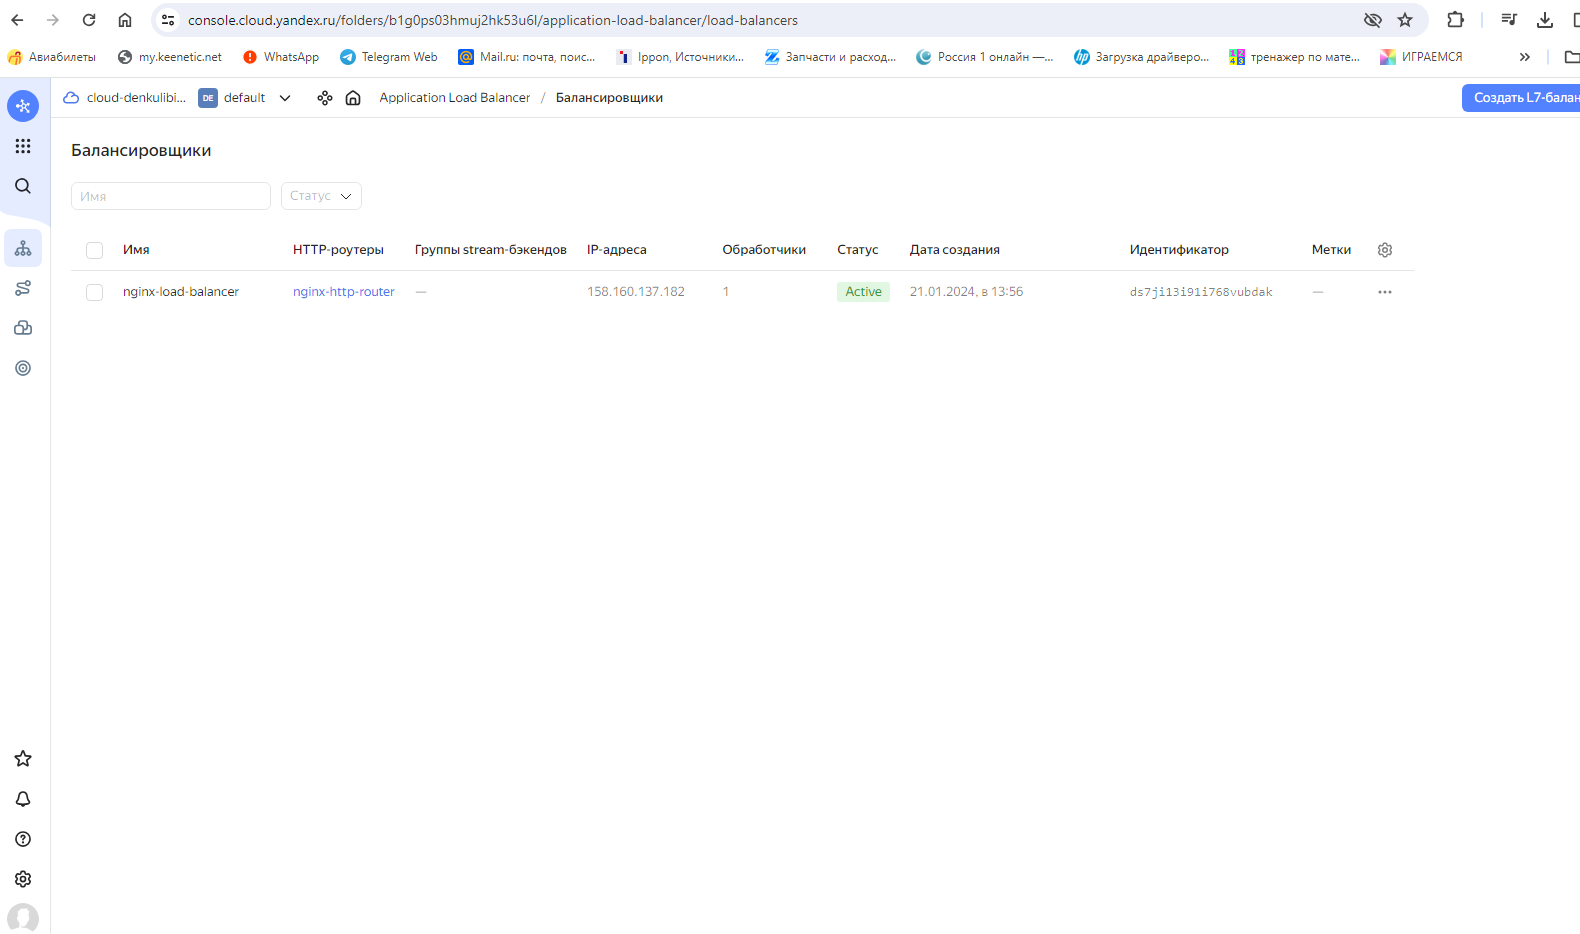 console.cloud.yandex.ru/folders/b1g0ps03hmuj2hk53u6l/application-load-balancer/load-balancers
Авиабилеты my.keenetic.net WhatsApp Telegram Web Mail.ru: почта, поис... Ippon, Источники... Запчасти и расход... Россия 1 онлайн —... Загрузка драйверо... тренажер по мате... ИГРАЕМСЯ
cloud-denkulibi... DE default Application Load Balancer / Балансировщики Создать L7-балан
Балансировщики
Имя Статус
Имя HTTP-роутеры Группы stream-бэкендов IP-адреса Обработчики Статус Дата создания Идентификатор Метки
nginx-load-balancer nginx-http-router — 158.160.137.182 1 Active 21.01.2024, в 13:56 ds7ji13i91i768vubdak —